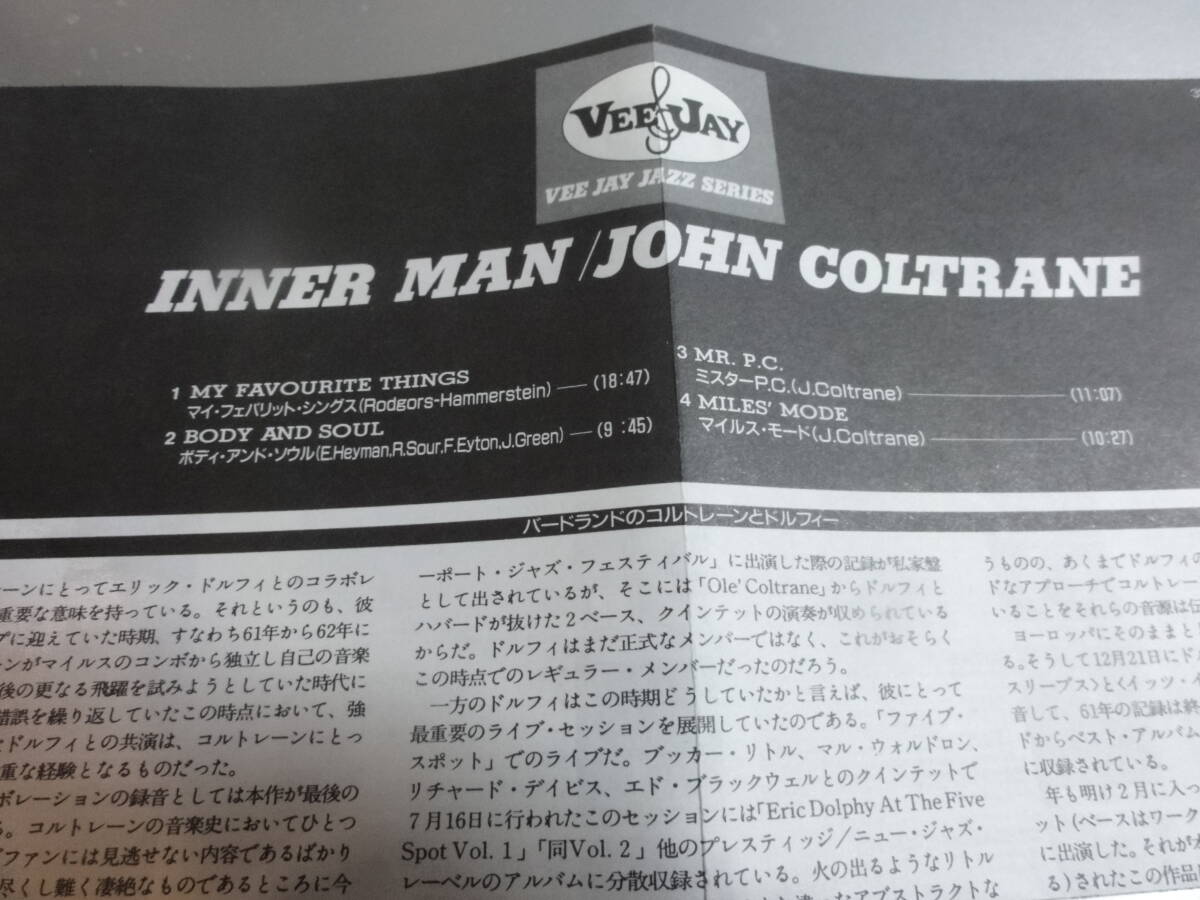 VEE JAY
VEE JAY JAZZ SERIES
INNER MAN/JOHN COLTRANE
1 MY FAVOURITE THINGS
マイ・フェバリット・シングス(Rodgors-Hammerstein) — (18:47)
2 BODY AND SOUL
ボディ・アンド・ソウル(E.Heyman,R.Sour,F.Eyton,J.Green) — (9:45)
3 MR. P.C.
ミスターP.C.(J.Coltrane) — (11:07)
4 MILES' MODE
マイルス・モード(J.Coltrane) — (10:27)
バードランドのコルトレーンとドルフィー
レーンにとってエリック・ドルフィとのコラボレ
重要な意味を持っている。それというのも、彼
プに迎えていた時期、すなわち61年から62年に
ーンがマイルスのコンボから独立し自己の音楽
後の更なる飛躍を試みようとしていた時代に
錯誤を繰り返していたこの時点において、強
なドルフィとの共演は、コルトレーンにとっ
重な経験となるものだった。
ボレーションの録音としては本作が最後の
る。コルトレーンの音楽史においてひとつ
ファンには見逃せない内容であるばかり
尽くし難く凄絶なものであるところに今
ーポート・ジャズ・フェスティバル」に出演した際の記録が私家盤
として出されているが、そこには「Ole' Coltrane」からドルフィと
ハバードが抜けた2ベース、クインテットの演奏が収められている
からだ。ドルフィはまだ正式なメンバーではなく、これがおそらく
この時点でのレギュラー・メンバーだったのだろう。
一方のドルフィはこの時期どうしていたかと言えば、彼にとって
最重要のライブ・セッションを展開していたのである。「ファイブ・
スポット」でのライブだ。ブッカー・リトル、マル・ウォルドロン、
リチャード・デイビス、エド・ブラックウェルとのクインテットで
7月16日に行われたこのセッションには「Eric Dolphy At The Five
Spot Vol. 1」「同Vol. 2」他のプレスティッジ/ニュー・ジャズ・
レーベルのアルバムに分散収録されている。火の出るようなリトル
なアブストラクトな
うものの、あくまでドルフィの
ドなアプローチでコルトレー
いることをそれらの音源は伝
ヨーロッパにそのままと
る。そうして12月21日にドル
スリーブス〉とくイッツ・イ
音して、61年の記録は終
ドからベスト・アルバム
に収録されている。
年も明け2月に入っ
ット(ベースはワーク
に出演した。それが本
る)されたこの作品